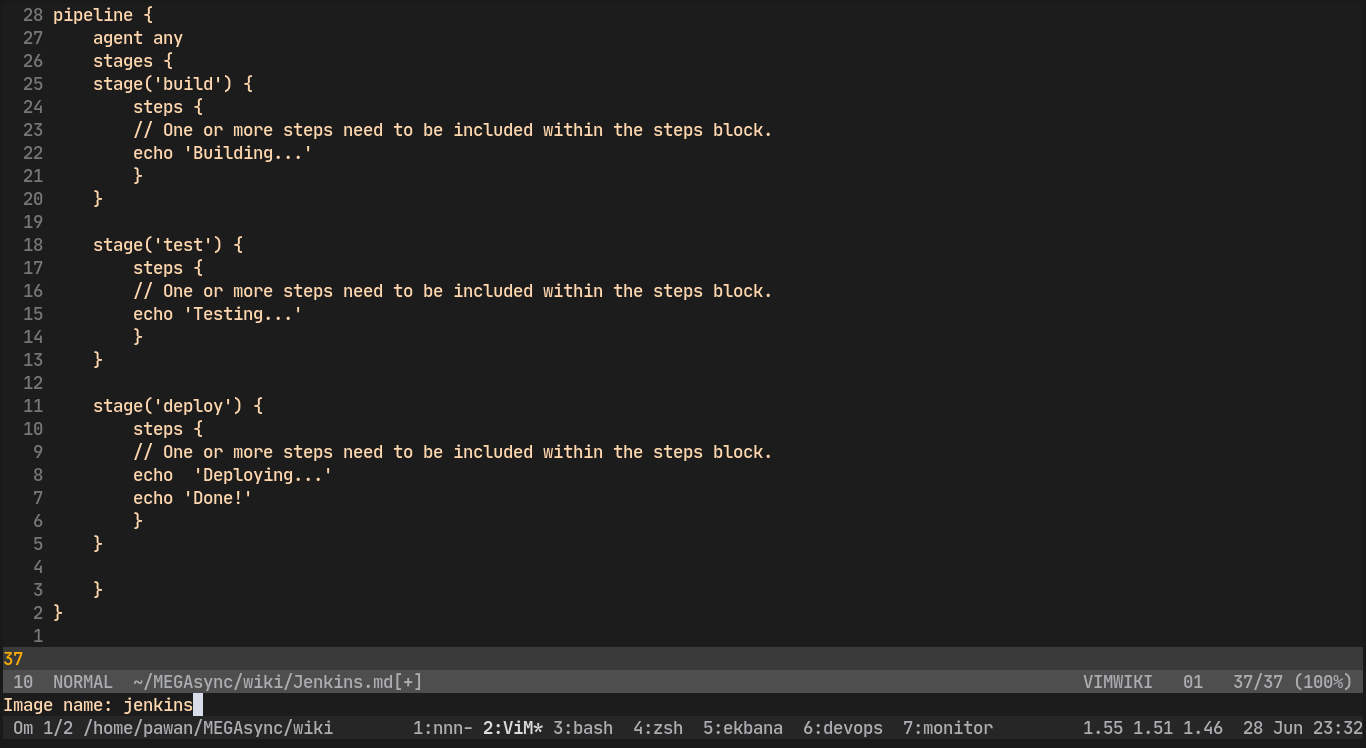 28 pipeline {
27     agent any
26     stages {
25     stage('build') {
24         steps {
23         // One or more steps need to be included within the steps block.
22         echo 'Building...'
21         }
20     }
19
18     stage('test') {
17         steps {
16         // One or more steps need to be included within the steps block.
15         echo 'Testing...'
14         }
13     }
12
11     stage('deploy') {
10         steps {
9         // One or more steps need to be included within the steps block.
8         echo  'Deploying...'
7         echo 'Done!'
6         }
5     }
4
3     }
2 }
1
37
10  NORMAL  ~/MEGAsync/wiki/Jenkins.md[+]  VIMWIKI   01   37/37 (100%)
Image name: jenkins
0m 1/2 /home/pawan/MEGAsync/wiki        1:nnn- 2:ViM* 3:bash  4:zsh  5:ekbana  6:devops  7:monitor         1.55 1.51 1.46  28 Jun 23:32